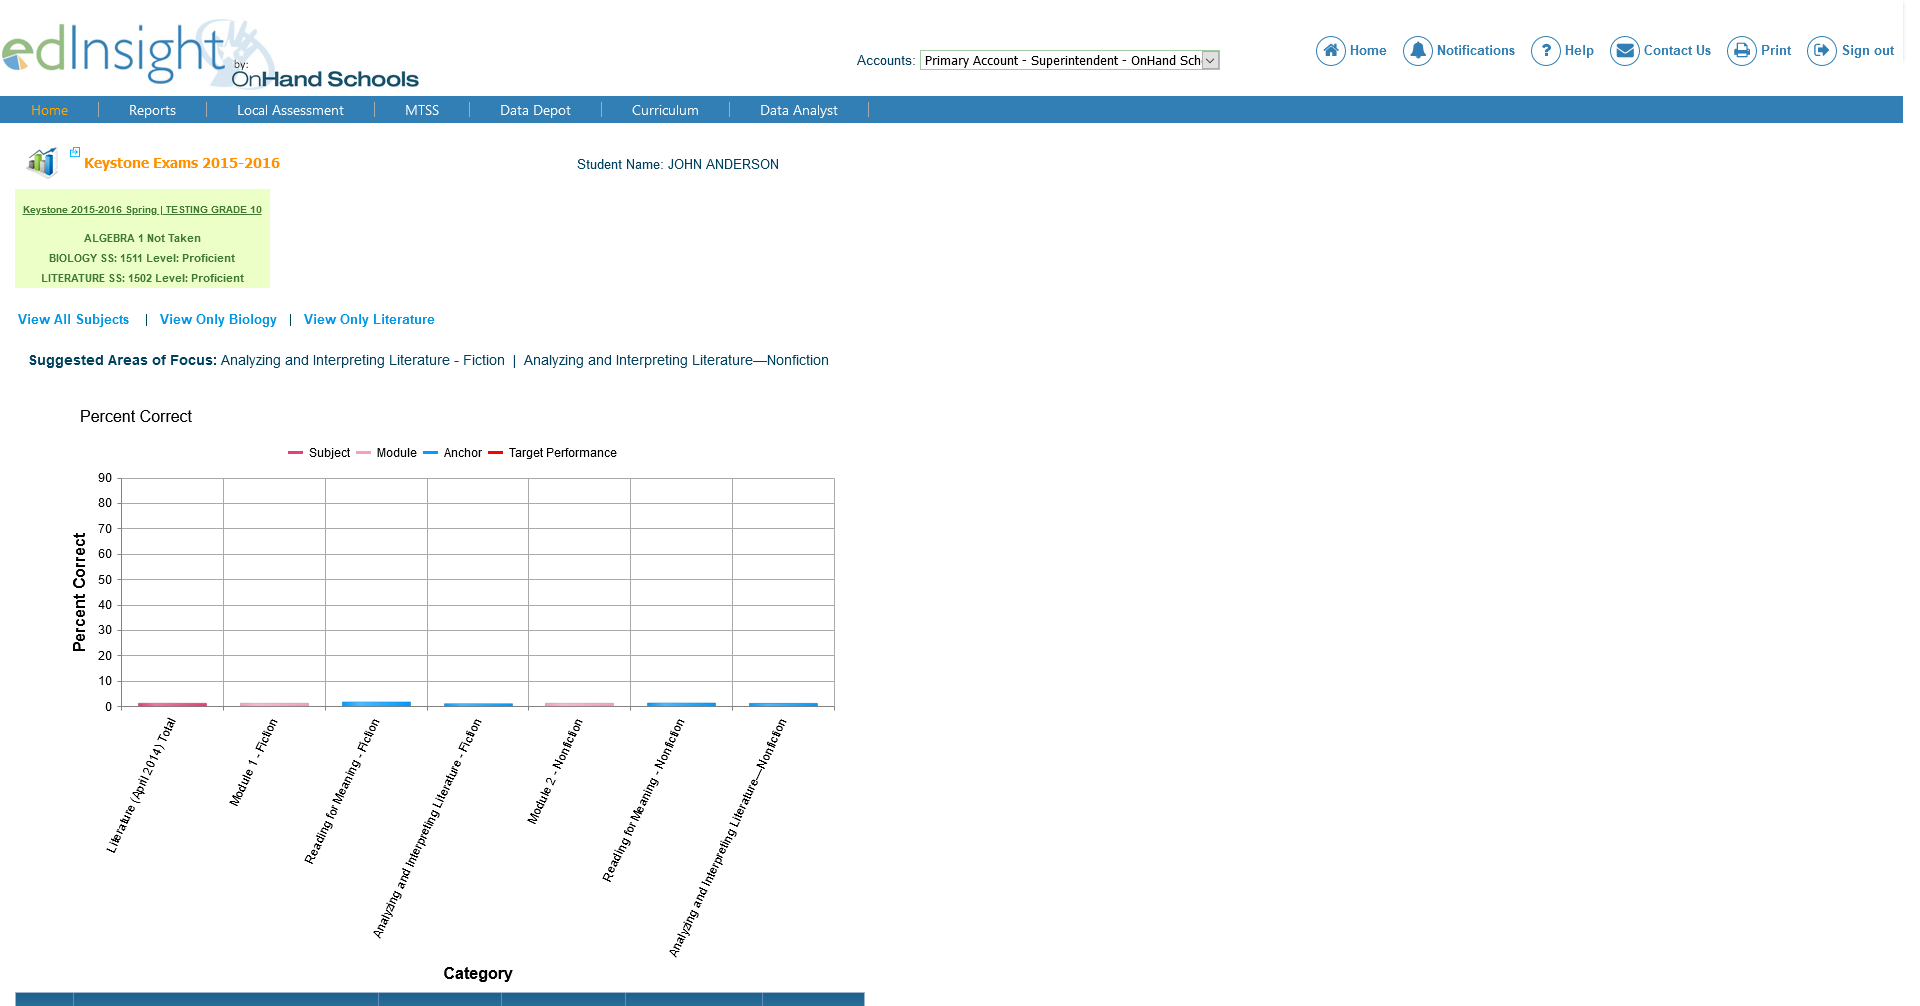 edInsight
by:
OnHand Schools
Accounts: Primary Account - Superintendent - OnHand Sch
Home Notifications ? Help Contact Us Print Sign out
Home Reports Local Assessment MTSS Data Depot Curriculum Data Analyst
Keystone Exams 2015-2016
Student Name: JOHN ANDERSON
Keystone 2015-2016 Spring | TESTING GRADE 10
ALGEBRA 1 Not Taken
BIOLOGY SS: 1511 Level: Proficient
LITERATURE SS: 1502 Level: Proficient
View All Subjects | View Only Biology | View Only Literature
Suggested Areas of Focus: Analyzing and Interpreting Literature - Fiction | Analyzing and Interpreting Literature—Nonfiction
Percent Correct
Subject Module Anchor Target Performance
Percent Correct
90
80
70
60
50
40
30
20
10
0
Literature (April 2014) Total
Module 1 - Fiction
Reading for Meaning - Fiction
Analyzing and Interpreting Literature - Fiction
Module 2 - Nonfiction
Reading for Meaning - Nonfiction
Analyzing and Interpreting Literature—Nonfiction
Category